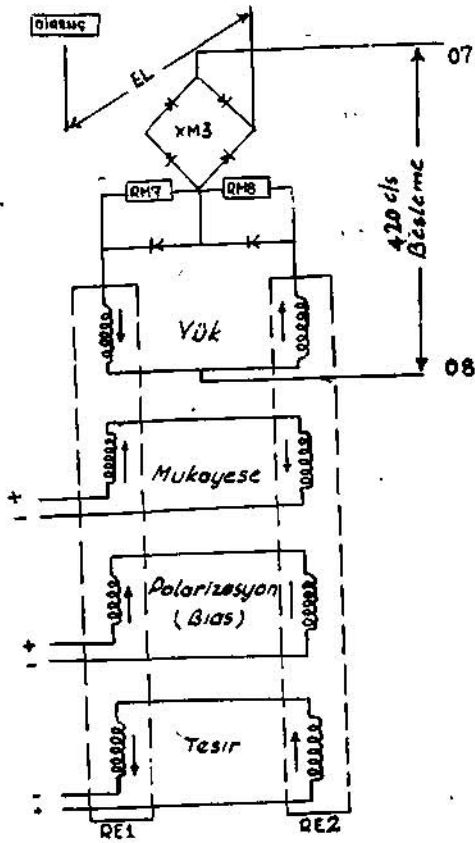 EL
07
XM3
RM7
RM8
420 c/s
Besleme
Yük
08
Mukayese
+
-
Polarizasyon
(Bias)
+
-
Tesir
-
+
RE1
RE2